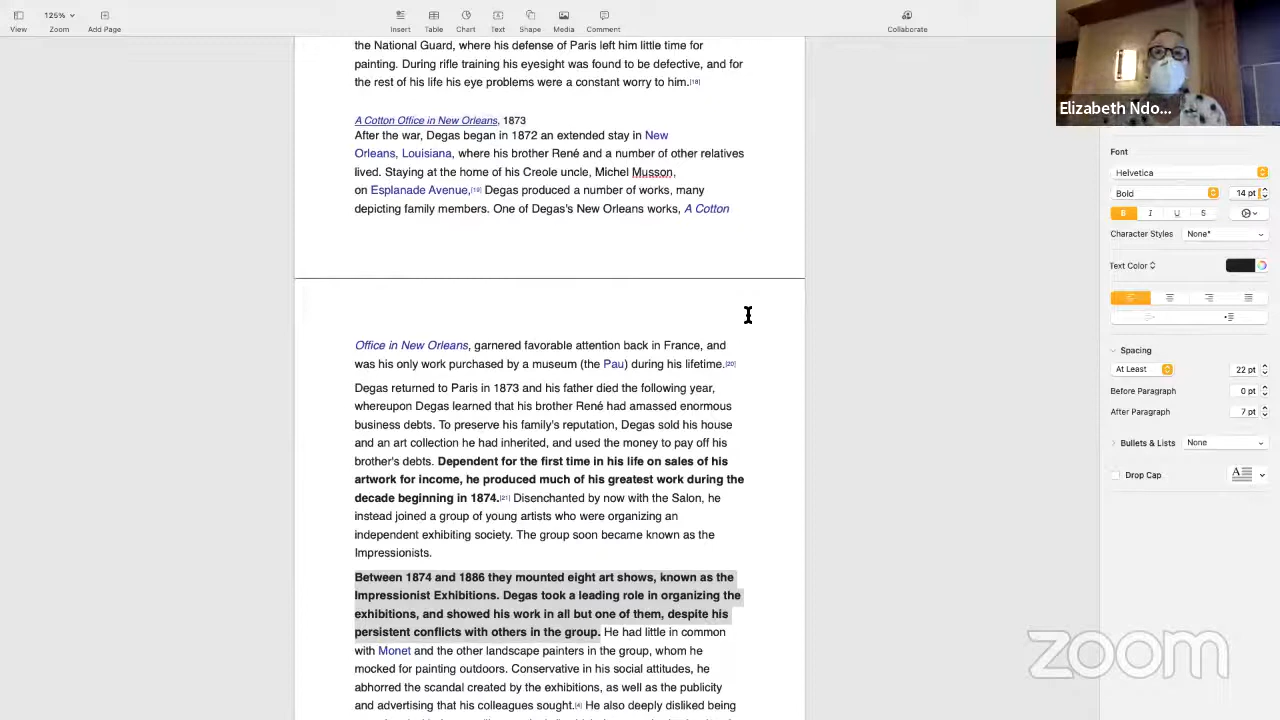 125%
View
Zoom
Add Page
Insert
Table
Chart
Text
Shape
Media
Comment
Collaborate
Elizabeth Ndo...
the National Guard, where his defense of Paris left him little time for
painting. During rifle training his eyesight was found to be defective, and for
the rest of his life his eye problems were a constant worry to him.[18]
A Cotton Office in New Orleans, 1873
After the war, Degas began in 1872 an extended stay in New
Orleans, Louisiana, where his brother René and a number of other relatives
lived. Staying at the home of his Creole uncle, Michel Musson,
on Esplanade Avenue,[19] Degas produced a number of works, many
depicting family members. One of Degas's New Orleans works, A Cotton
Office in New Orleans, garnered favorable attention back in France, and
was his only work purchased by a museum (the Pau) during his lifetime.[20]
Degas returned to Paris in 1873 and his father died the following year,
whereupon Degas learned that his brother René had amassed enormous
business debts. To preserve his family's reputation, Degas sold his house
and an art collection he had inherited, and used the money to pay off his
brother's debts. Dependent for the first time in his life on sales of his
artwork for income, he produced much of his greatest work during the
decade beginning in 1874.[21] Disenchanted by now with the Salon, he
instead joined a group of young artists who were organizing an
independent exhibiting society. The group soon became known as the
Impressionists.
Between 1874 and 1886 they mounted eight art shows, known as the
Impressionist Exhibitions. Degas took a leading role in organizing the
exhibitions, and showed his work in all but one of them, despite his
persistent conflicts with others in the group. He had little in common
with Monet and the other landscape painters in the group, whom he
mocked for painting outdoors. Conservative in his social attitudes, he
abhorred the scandal created by the exhibitions, as well as the publicity
and advertising that his colleagues sought.[4] He also deeply disliked being
Font
Helvetica
Bold
14 pt
B I U S
Character Styles
None*
Text Color
Spacing
At Least
22 pt
Before Paragraph
0 pt
After Paragraph
7 pt
Bullets & Lists
None
Drop Cap
A
zoom